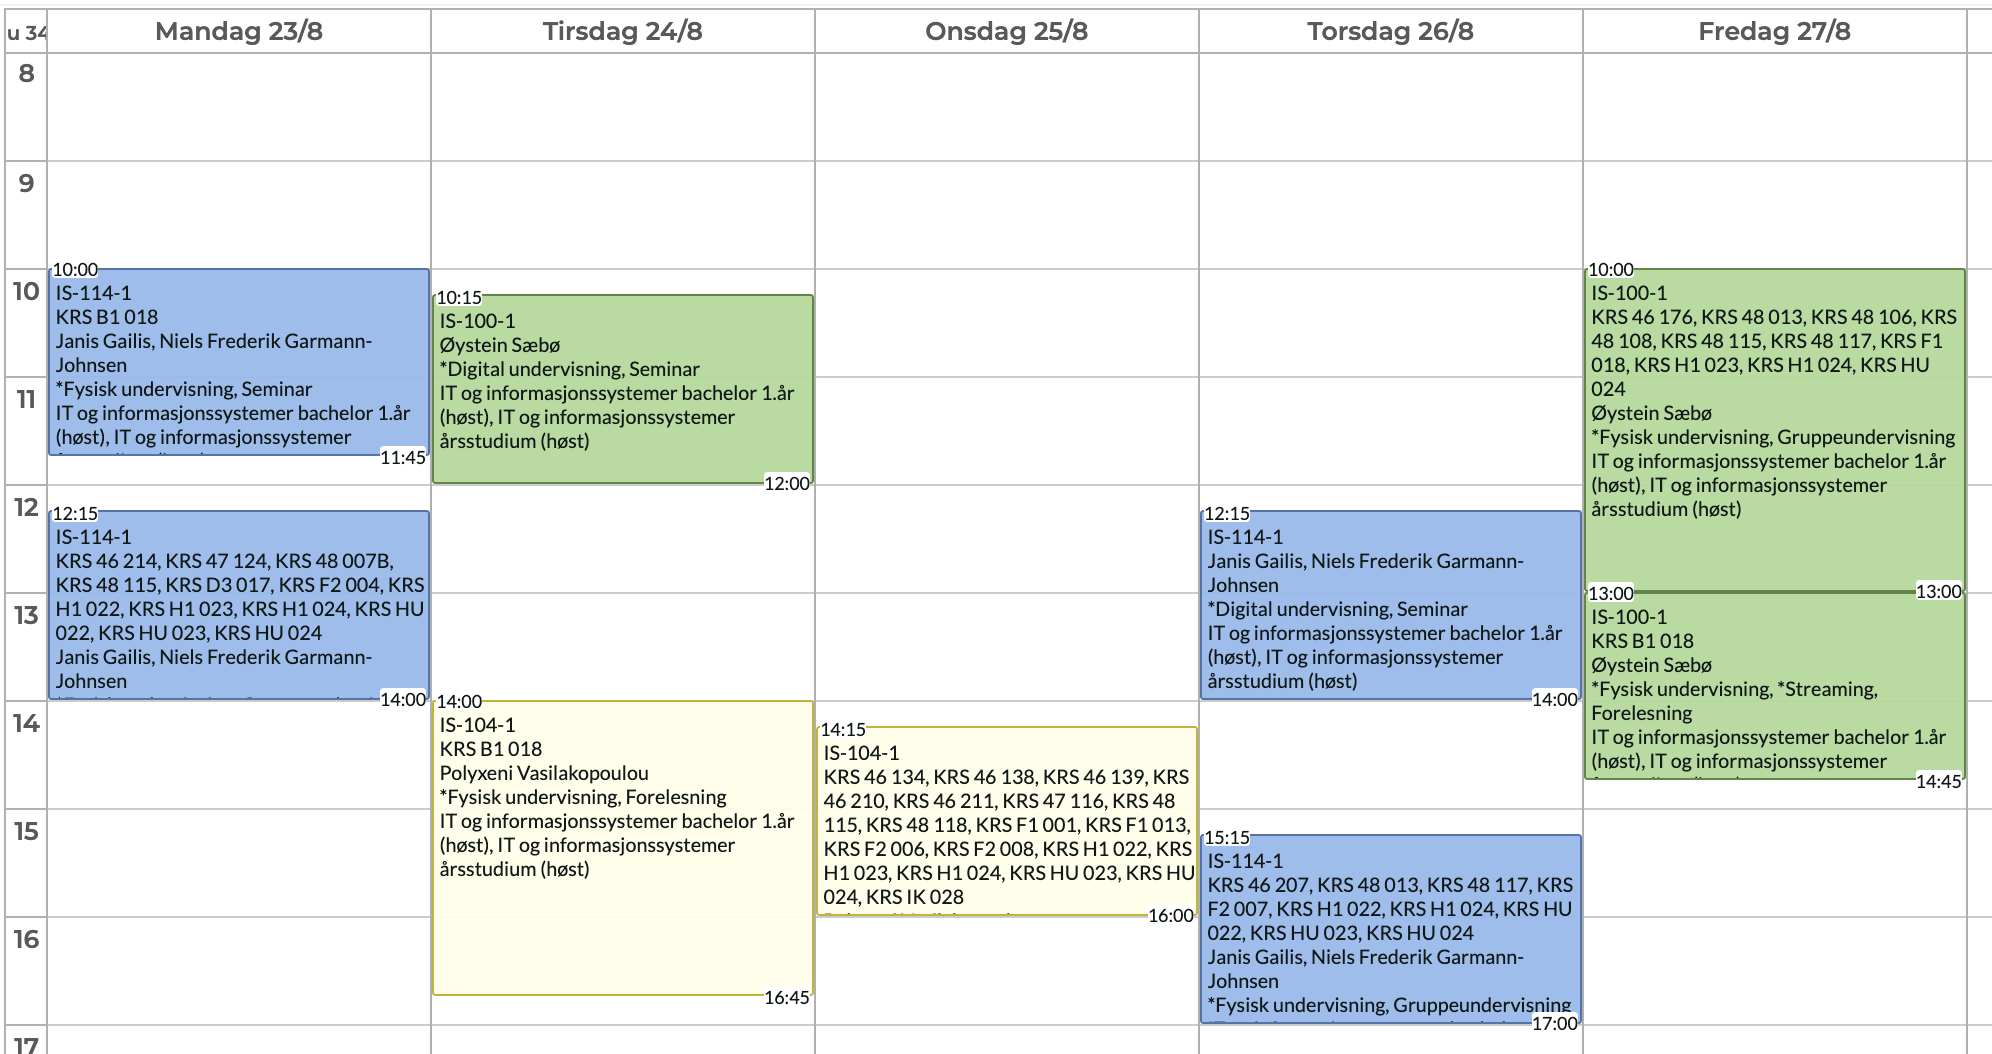 u 34
Mandag 23/8
Tirsdag 24/8
Onsdag 25/8
Torsdag 26/8
Fredag 27/8
8
9
10
11
12
13
14
15
16
17
10:00
IS-114-1
KRS B1 018
Janis Gailis, Niels Frederik Garmann-
Johnsen
*Fysisk undervisning, Seminar
IT og informasjonssystemer bachelor 1.år
(høst), IT og informasjonssystemer
11:45
12:15
IS-114-1
KRS 46 214, KRS 47 124, KRS 48 007B,
KRS 48 115, KRS D3 017, KRS F2 004, KRS
H1 022, KRS H1 023, KRS H1 024, KRS HU
022, KRS HU 023, KRS HU 024
Janis Gailis, Niels Frederik Garmann-
Johnsen
14:00
10:15
IS-100-1
Øystein Sæbø
*Digital undervisning, Seminar
IT og informasjonssystemer bachelor 1.år
(høst), IT og informasjonssystemer
årsstudium (høst)
12:00
14:00
IS-104-1
KRS B1 018
Polyxeni Vasilakopoulou
*Fysisk undervisning, Forelesning
IT og informasjonssystemer bachelor 1.år
(høst), IT og informasjonssystemer
årsstudium (høst)
16:45
14:15
IS-104-1
KRS 46 134, KRS 46 138, KRS 46 139, KRS
46 210, KRS 46 211, KRS 47 116, KRS 48
115, KRS 48 118, KRS F1 001, KRS F1 013,
KRS F2 006, KRS F2 008, KRS H1 022, KRS
H1 023, KRS H1 024, KRS HU 023, KRS HU
024, KRS IK 028
16:00
12:15
IS-114-1
Janis Gailis, Niels Frederik Garmann-
Johnsen
*Digital undervisning, Seminar
IT og informasjonssystemer bachelor 1.år
(høst), IT og informasjonssystemer
årsstudium (høst)
14:00
15:15
IS-114-1
KRS 46 207, KRS 48 013, KRS 48 117, KRS
F2 007, KRS H1 022, KRS H1 024, KRS HU
022, KRS HU 023, KRS HU 024
Janis Gailis, Niels Frederik Garmann-
Johnsen
*Fysisk undervisning, Gruppeundervisning
17:00
10:00
IS-100-1
KRS 46 176, KRS 48 013, KRS 48 106, KRS
48 108, KRS 48 115, KRS 48 117, KRS F1
018, KRS H1 023, KRS H1 024, KRS HU
024
Øystein Sæbø
*Fysisk undervisning, Gruppeundervisning
IT og informasjonssystemer bachelor 1.år
(høst), IT og informasjonssystemer
årsstudium (høst)
13:00
13:00
IS-100-1
KRS B1 018
Øystein Sæbø
*Fysisk undervisning, *Streaming,
Forelesning
IT og informasjonssystemer bachelor 1.år
(høst), IT og informasjonssystemer
14:45